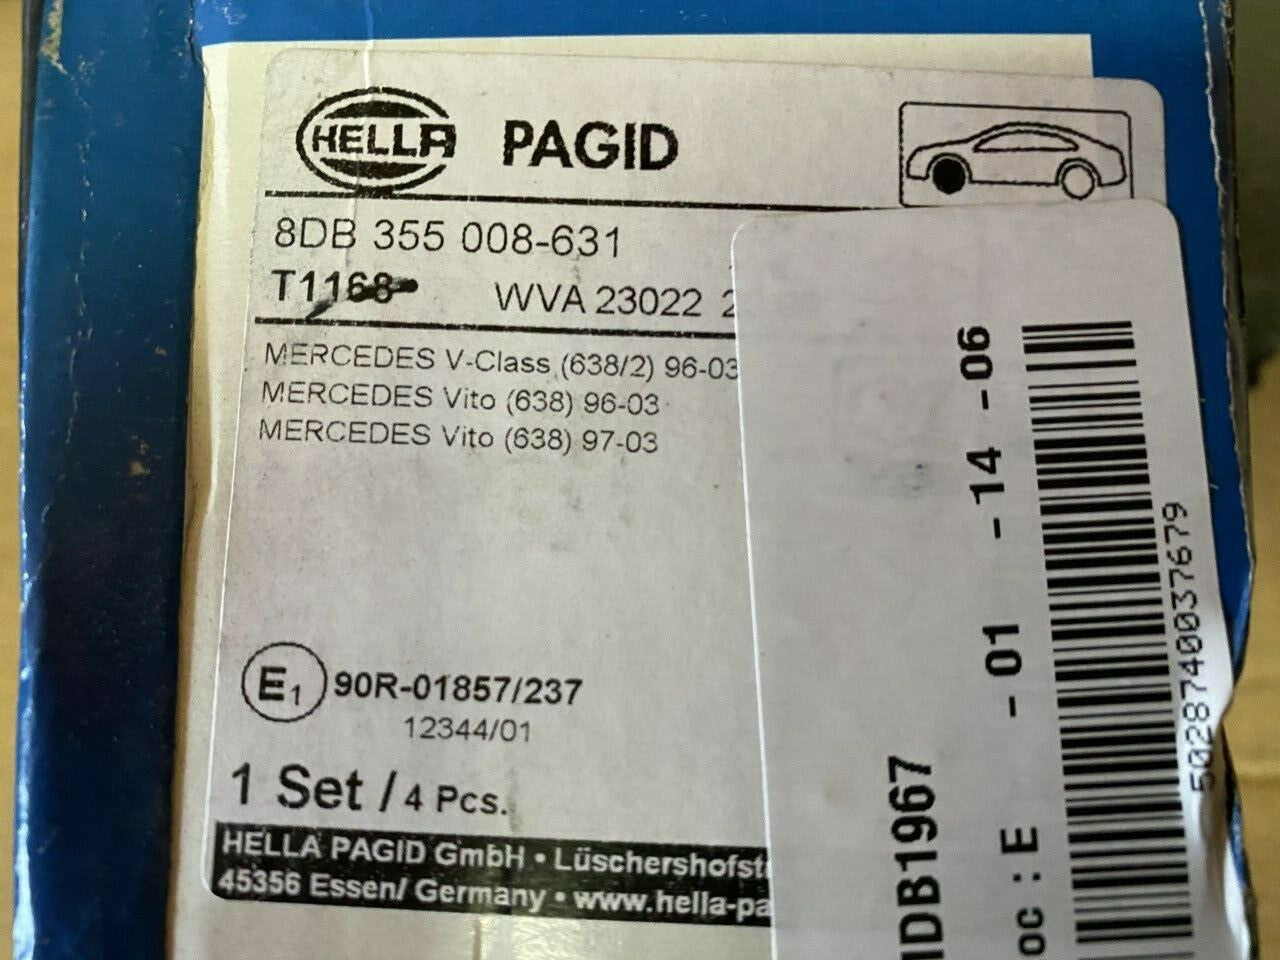 HELLA PAGID
8DB 355 008-631
T1168 WVA 23022 2
MERCEDES V-Class (638/2) 96-03
MERCEDES Vito (638) 96-03
MERCEDES Vito (638) 97-03
E1 90R-01857/237
12344/01
1 Set / 4 Pcs.
HELLA PAGID GmbH • Lüschershofst
45356 Essen/ Germany • www.hella-pa
IDB1967
oc : E -01 -14 -06
5028740037679